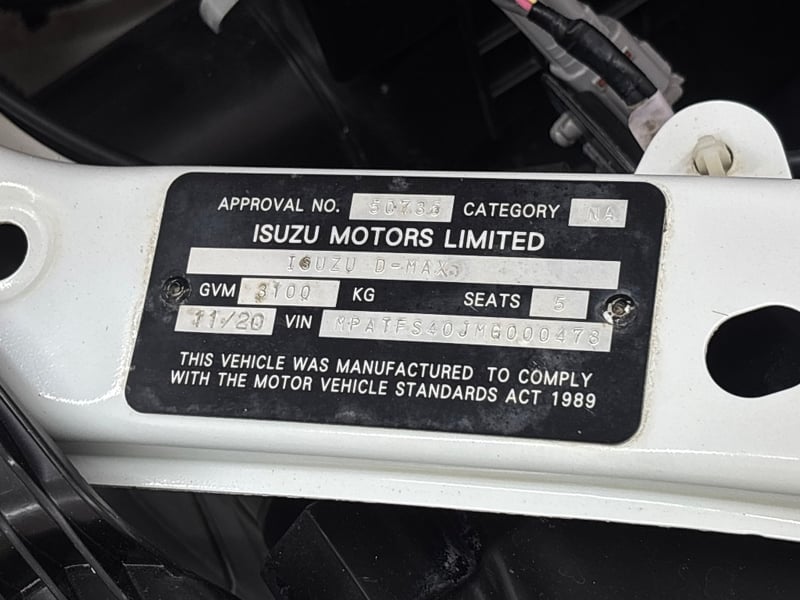 APPROVAL NO. 50736 CATEGORY NA
ISUZU MOTORS LIMITED
ISUZU D-MAX
GVM 3100 KG SEATS 5
11/20 VIN MPATFS40JMG000473
THIS VEHICLE WAS MANUFACTURED TO COMPLY
WITH THE MOTOR VEHICLE STANDARDS ACT 1989